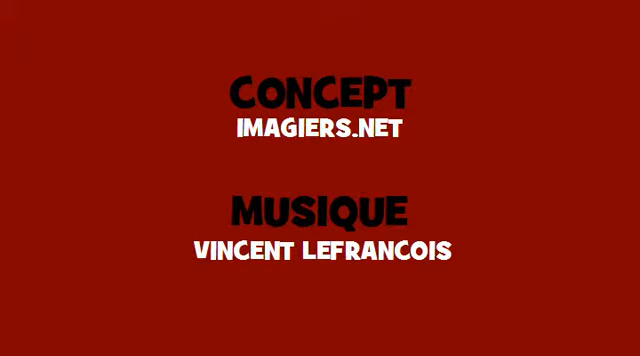 CONCEPT
IMAGIERS.NET
MUSIQUE
VINCENT LEFRANCOIS